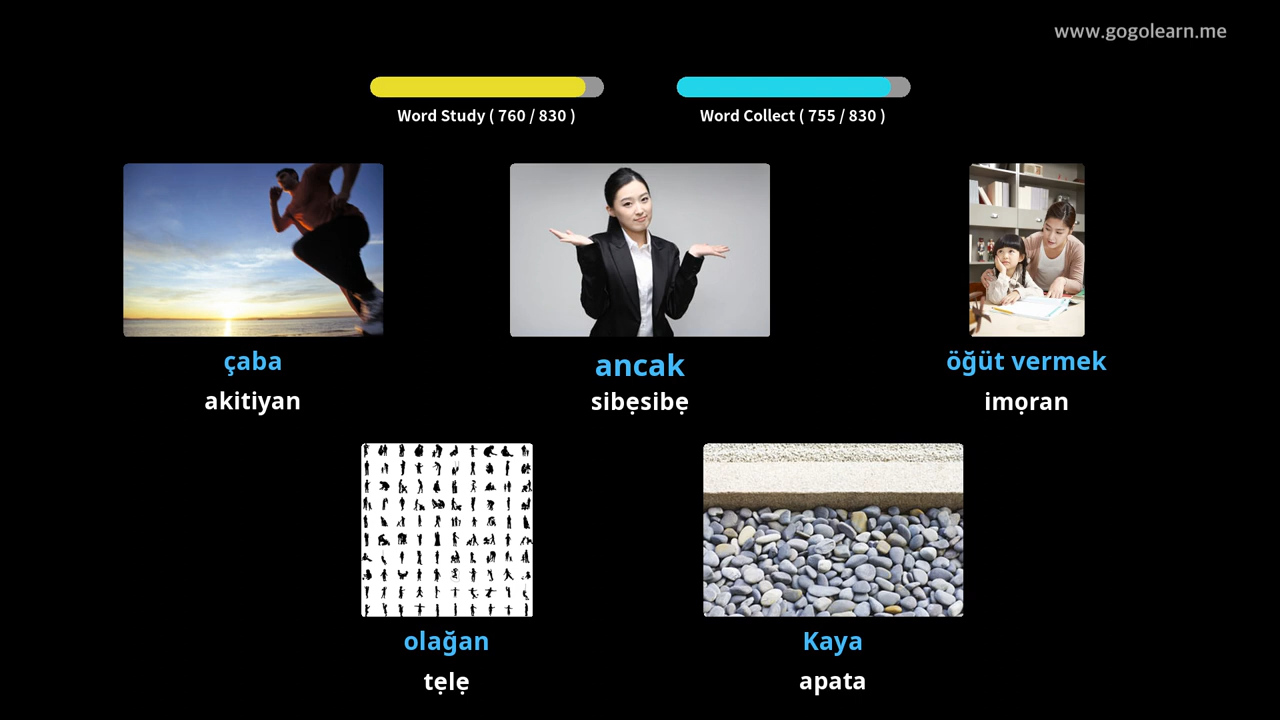 www.gogolearn.me
Word Study ( 760 / 830 )
Word Collect ( 755 / 830 )
çaba
ancak
öğüt vermek
akitiyan
sibẹsibẹ
imọran
olağan
Kaya
tẹlẹ
apata